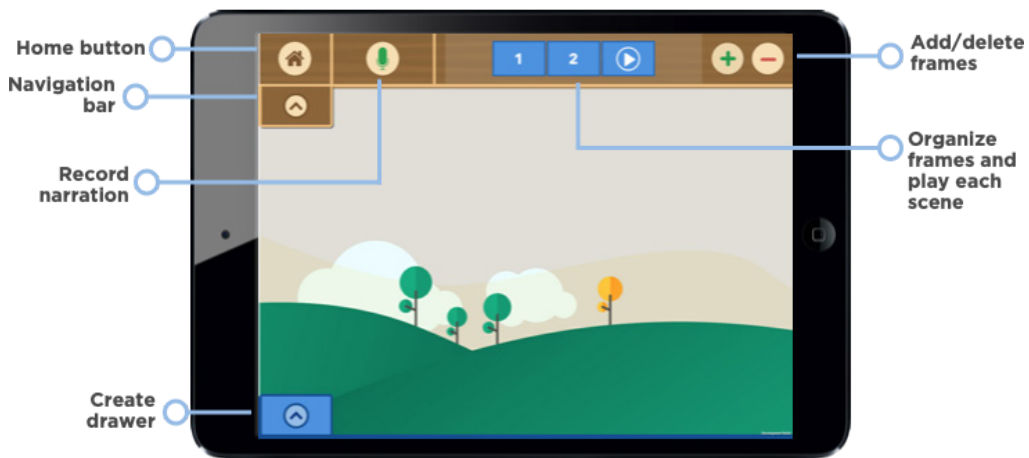 Home button
Navigation
bar
Record
narration
Create
drawer
1 2
Add/delete
frames
Organize
frames and
play each
scene